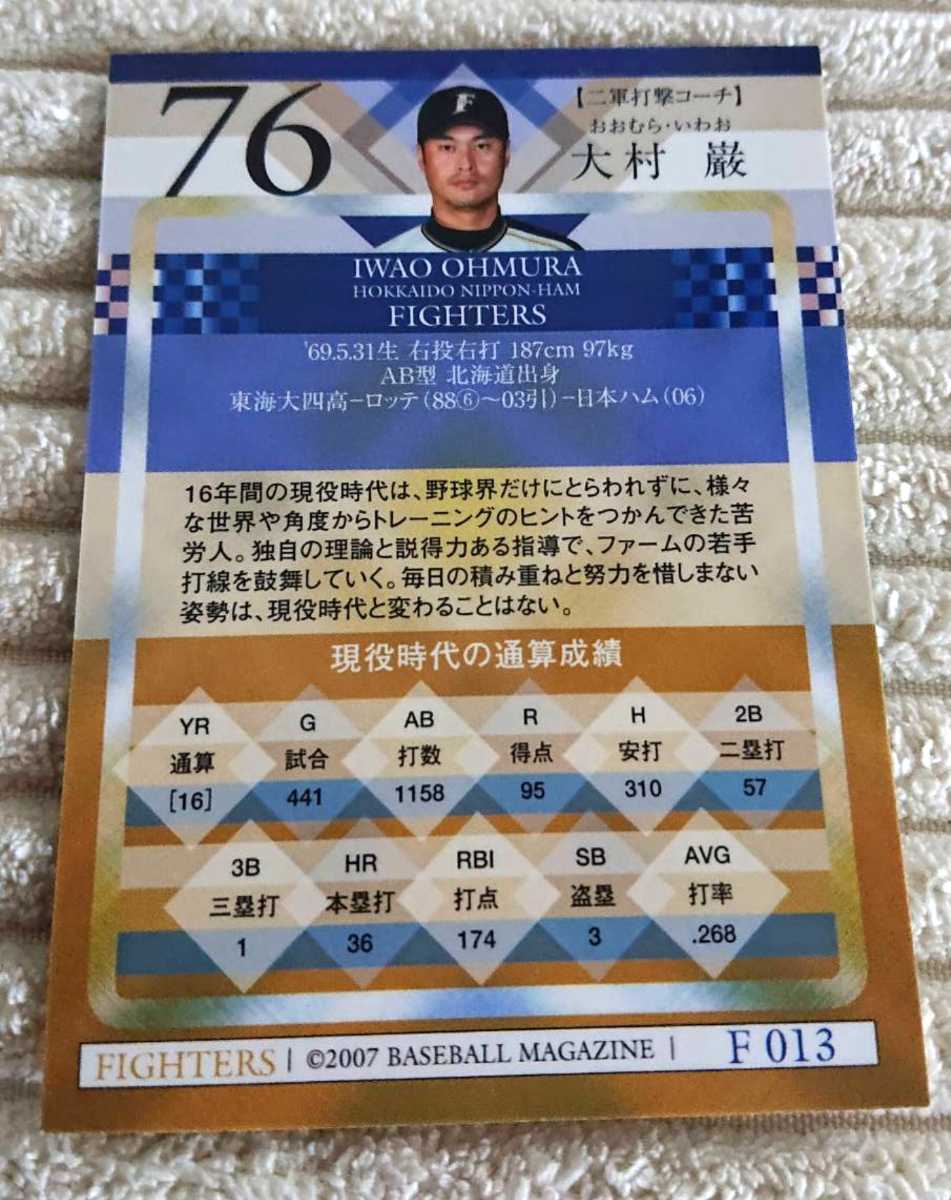 76
【二軍打撃コーチ】
おおむら・いわお
大村 巌
F
IWAO OHMURA
HOKKAIDO NIPPON-HAM
FIGHTERS
'69.5.31生 右投右打 187cm 97kg
AB型 北海道出身
東海大四高−ロッテ(88⑥〜03引)−日本ハム(06)
16年間の現役時代は、野球界だけにとらわれずに、様々
な世界や角度からトレーニングのヒントをつかんできた苦
労人。独自の理論と説得力ある指導で、ファームの若手
打線を鼓舞していく。毎日の積み重ねと努力を惜しまない
姿勢は、現役時代と変わることはない。
現役時代の通算成績
YR G AB R H 2B
通算 試合 打数 得点 安打 二塁打
[16] 441 1158 95 310 57
3B HR RBI SB AVG
三塁打 本塁打 打点 盗塁 打率
1 36 174 3 .268
FIGHTERS | ©2007 BASEBALL MAGAZINE | F 013